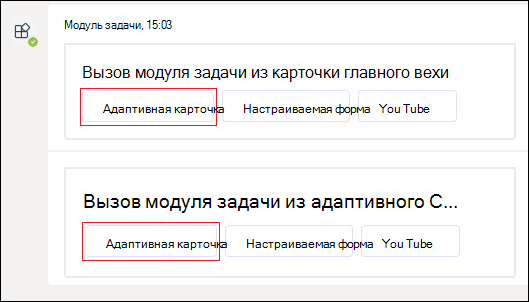 Модуль задачи, 15:03
Вызов модуля задачи из карточки главного вехи
Адаптивная карточка Настраиваемая форма You Tube
Вызов модуля задачи из адаптивного С...
Адаптивная карточка Настраиваемая форма You Tube